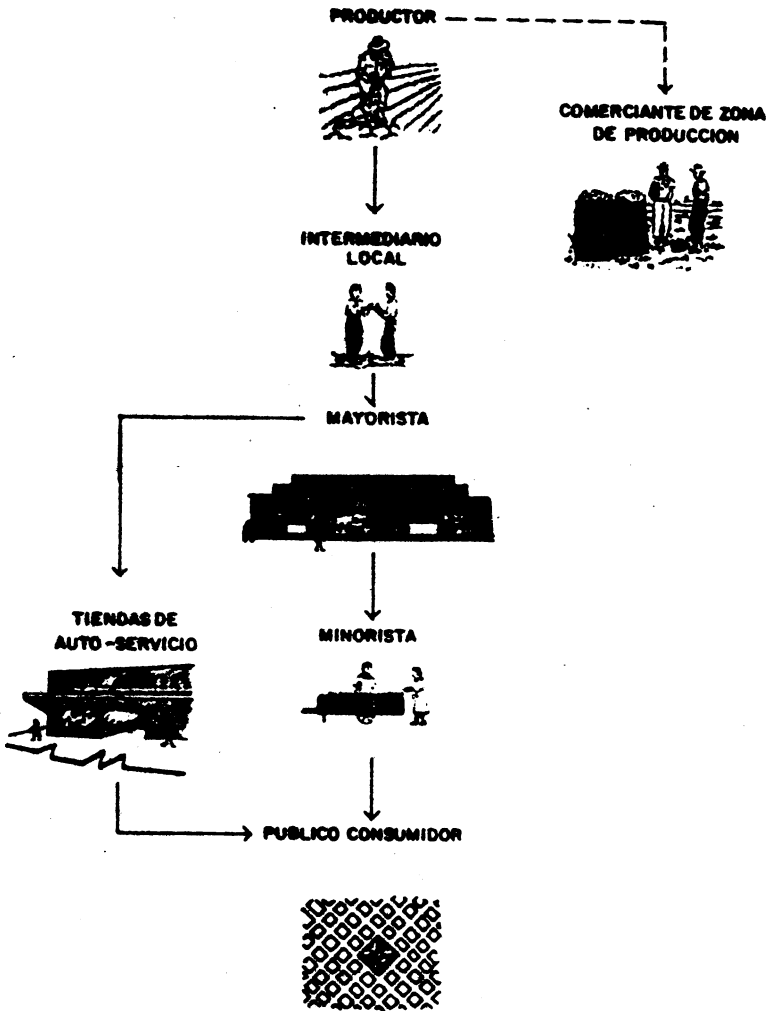 PRODUCTOR
COMERCIANTE DE ZONA
DE PRODUCCION
INTERMEDIARIO
LOCAL
MAYORISTA
TIENDAS DE
AUTO-SERVICIO
MINORISTA
PUBLICO CONSUMIDOR